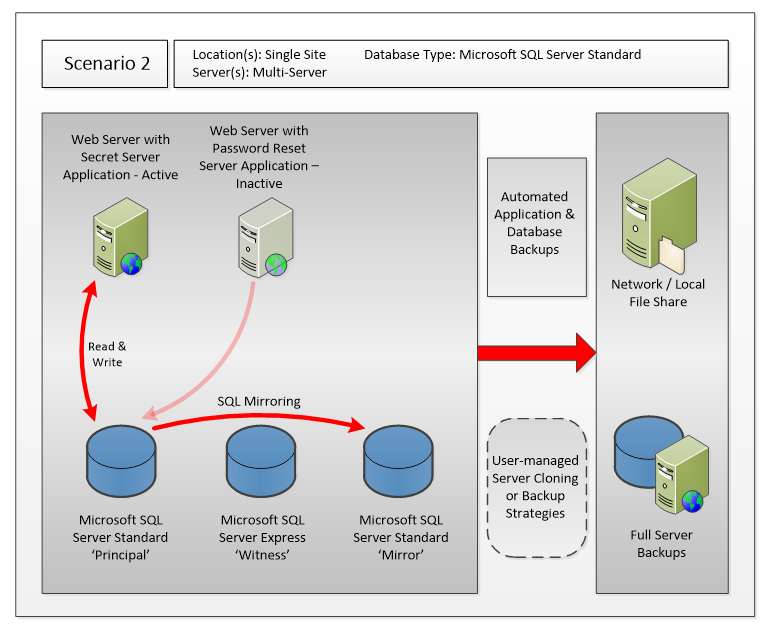 Scenario 2
Location(s): Single Site
Database Type: Microsoft SQL Server Standard
Server(s): Multi-Server
Web Server with
Secret Server
Application - Active
Web Server with
Password Reset
Server Application –
Inactive
Automated
Application &
Database
Backups
Network / Local
File Share
Read &
Write
SQL Mirroring
User-managed
Server Cloning
or Backup
Strategies
Microsoft SQL
Server Standard
‘Principal’
Microsoft SQL
Server Express
‘Witness’
Microsoft SQL
Server Standard
‘Mirror’
Full Server
Backups